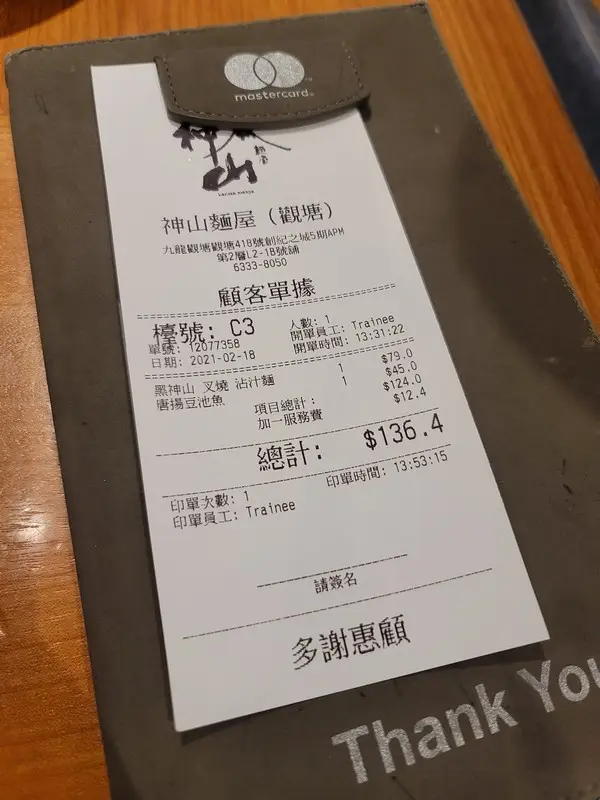 mastercard
神山
麵屋
神山麵屋 (觀塘)
九龍觀塘觀塘418號創紀之城5期APM
第2層L2-1B號舖
6333-8050
顧客單據
檯號: C3
人數: 1
單號: 12077358
開單員工: Trainee
日期: 2021-02-18
開單時間: 13:31:22
黑神山 叉燒 沾汁麵 1 $79.0
唐揚豆池魚 1 $45.0
項目總計: $124.0
加一服務費 $12.4
總計: $136.4
印單次數: 1
印單時間: 13:53:15
印單員工: Trainee
請簽名
多謝惠顧
Thank You